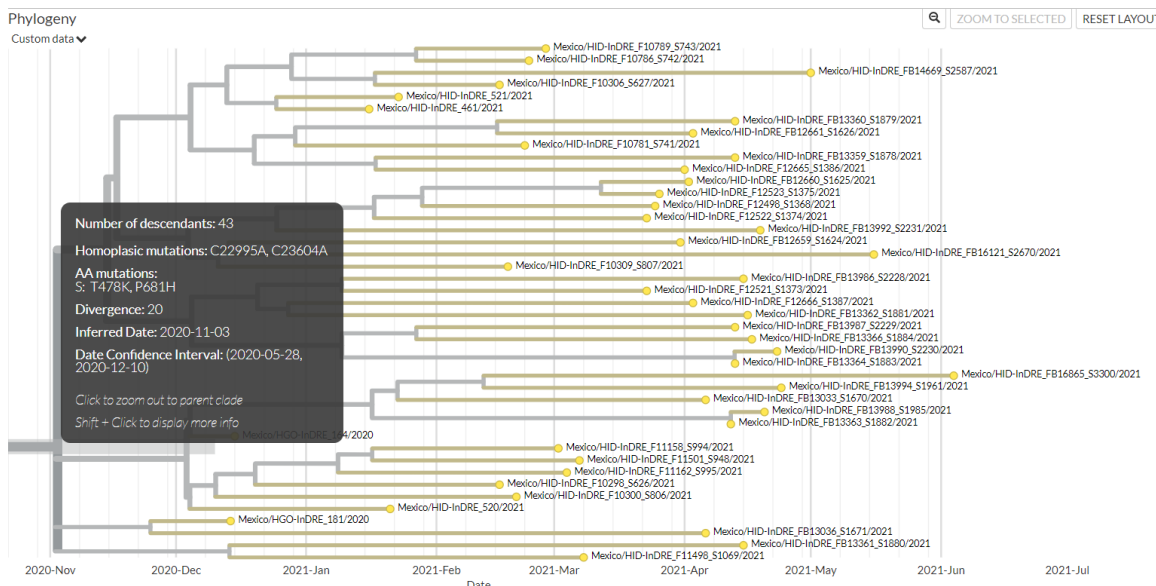 Phylogeny
ZOOM TO SELECTED
RESET LAYOUT
Custom data
Mexico/HID-InDRE_F10789_S743/2021
Mexico/HID-InDRE_F10786_S742/2021
Mexico/HID-InDRE_FB14669_S2587/2021
Mexico/HID-InDRE_F10306_S627/2021
Mexico/HID-InDRE_521/2021
Mexico/HID-InDRE_461/2021
Mexico/HID-InDRE_FB13360_S1879/2021
Mexico/HID-InDRE_FB12661_S1626/2021
Mexico/HID-InDRE_F10781_S741/2021
Mexico/HID-InDRE_FB13359_S1878/2021
Mexico/HID-InDRE_F12665_S1386/2021
Mexico/HID-InDRE_FB12660_S1625/2021
Mexico/HID-InDRE_F12523_S1375/2021
Mexico/HID-InDRE_F12498_S1368/2021
Mexico/HID-InDRE_F12522_S1374/2021
Mexico/HID-InDRE_FB13992_S2231/2021
Mexico/HID-InDRE_FB12659_S1624/2021
Mexico/HID-InDRE_FB16121_S2670/2021
Mexico/HID-InDRE_F10309_S807/2021
Mexico/HID-InDRE_FB13986_S2228/2021
Mexico/HID-InDRE_F12521_S1373/2021
Mexico/HID-InDRE_F12666_S1387/2021
Mexico/HID-InDRE_FB13362_S1881/2021
Mexico/HID-InDRE_FB13987_S2229/2021
Mexico/HID-InDRE_FB13366_S1884/2021
Mexico/HID-InDRE_FB13990_S2230/2021
Mexico/HID-InDRE_FB13364_S1883/2021
Mexico/HID-InDRE_FB16865_S3300/2021
Mexico/HID-InDRE_FB13994_S1961/2021
Mexico/HID-InDRE_FB13033_S1670/2021
Mexico/HID-InDRE_FB13988_S1985/2021
Mexico/HID-InDRE_FB13363_S1882/2021
Number of descendants: 43
Homoplasic mutations: C22995A, C23604A
AA mutations:
S: T478K, P681H
Divergence: 20
Inferred Date: 2020-11-03
Date Confidence Interval: (2020-05-28,
2020-12-10)
Click to zoom out to parent clade
Shift + Click to display more info
Mexico/HGO-InDRE_164/2020
Mexico/HID-InDRE_F11158_S994/2021
Mexico/HID-InDRE_F11501_S948/2021
Mexico/HID-InDRE_F11162_S995/2021
Mexico/HID-InDRE_F10298_S626/2021
Mexico/HID-InDRE_F10300_S806/2021
Mexico/HID-InDRE_520/2021
Mexico/HGO-InDRE_181/2020
Mexico/HID-InDRE_FB13036_S1671/2021
Mexico/HID-InDRE_FB13361_S1880/2021
Mexico/HID-InDRE_F11498_S1069/2021
2020-Nov
2020-Dec
2021-Jan
2021-Feb
2021-Mar
2021-Apr
2021-May
2021-Jun
2021-Jul
Date